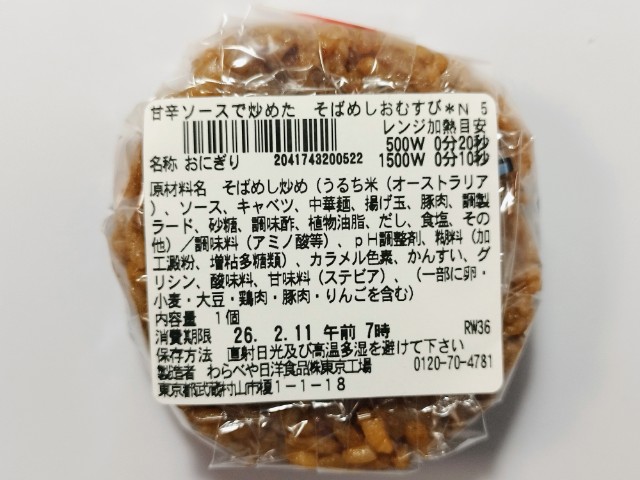 甘辛ソースで炒めた　そばめしおむすび＊N 5
レンジ加熱目安
500W 0分20秒
1500W 0分10秒
名称 おにぎり　2041743200522
原材料名　そばめし炒め（うるち米（オーストラリア
）、ソース、キャベツ、中華麺、揚げ玉、豚肉、調製
ラード、砂糖、調味酢、植物油脂、だし、食塩、その
他）／調味料（アミノ酸等）、ｐＨ調整剤、糊料（加
工澱粉、増粘多糖類）、カラメル色素、かんすい、グ
リシン、酸味料、甘味料（ステビア）、（一部に卵・
小麦・大豆・鶏肉・豚肉・りんごを含む）
内容量　1個
消費期限　26. 2.11 午前 7時　RW36
保存方法　直射日光及び高温多湿を避けて下さい
製造者　わらべや日洋食品㈱東京工場　0120-70-4781
東京都武蔵村山市榎1－1－18